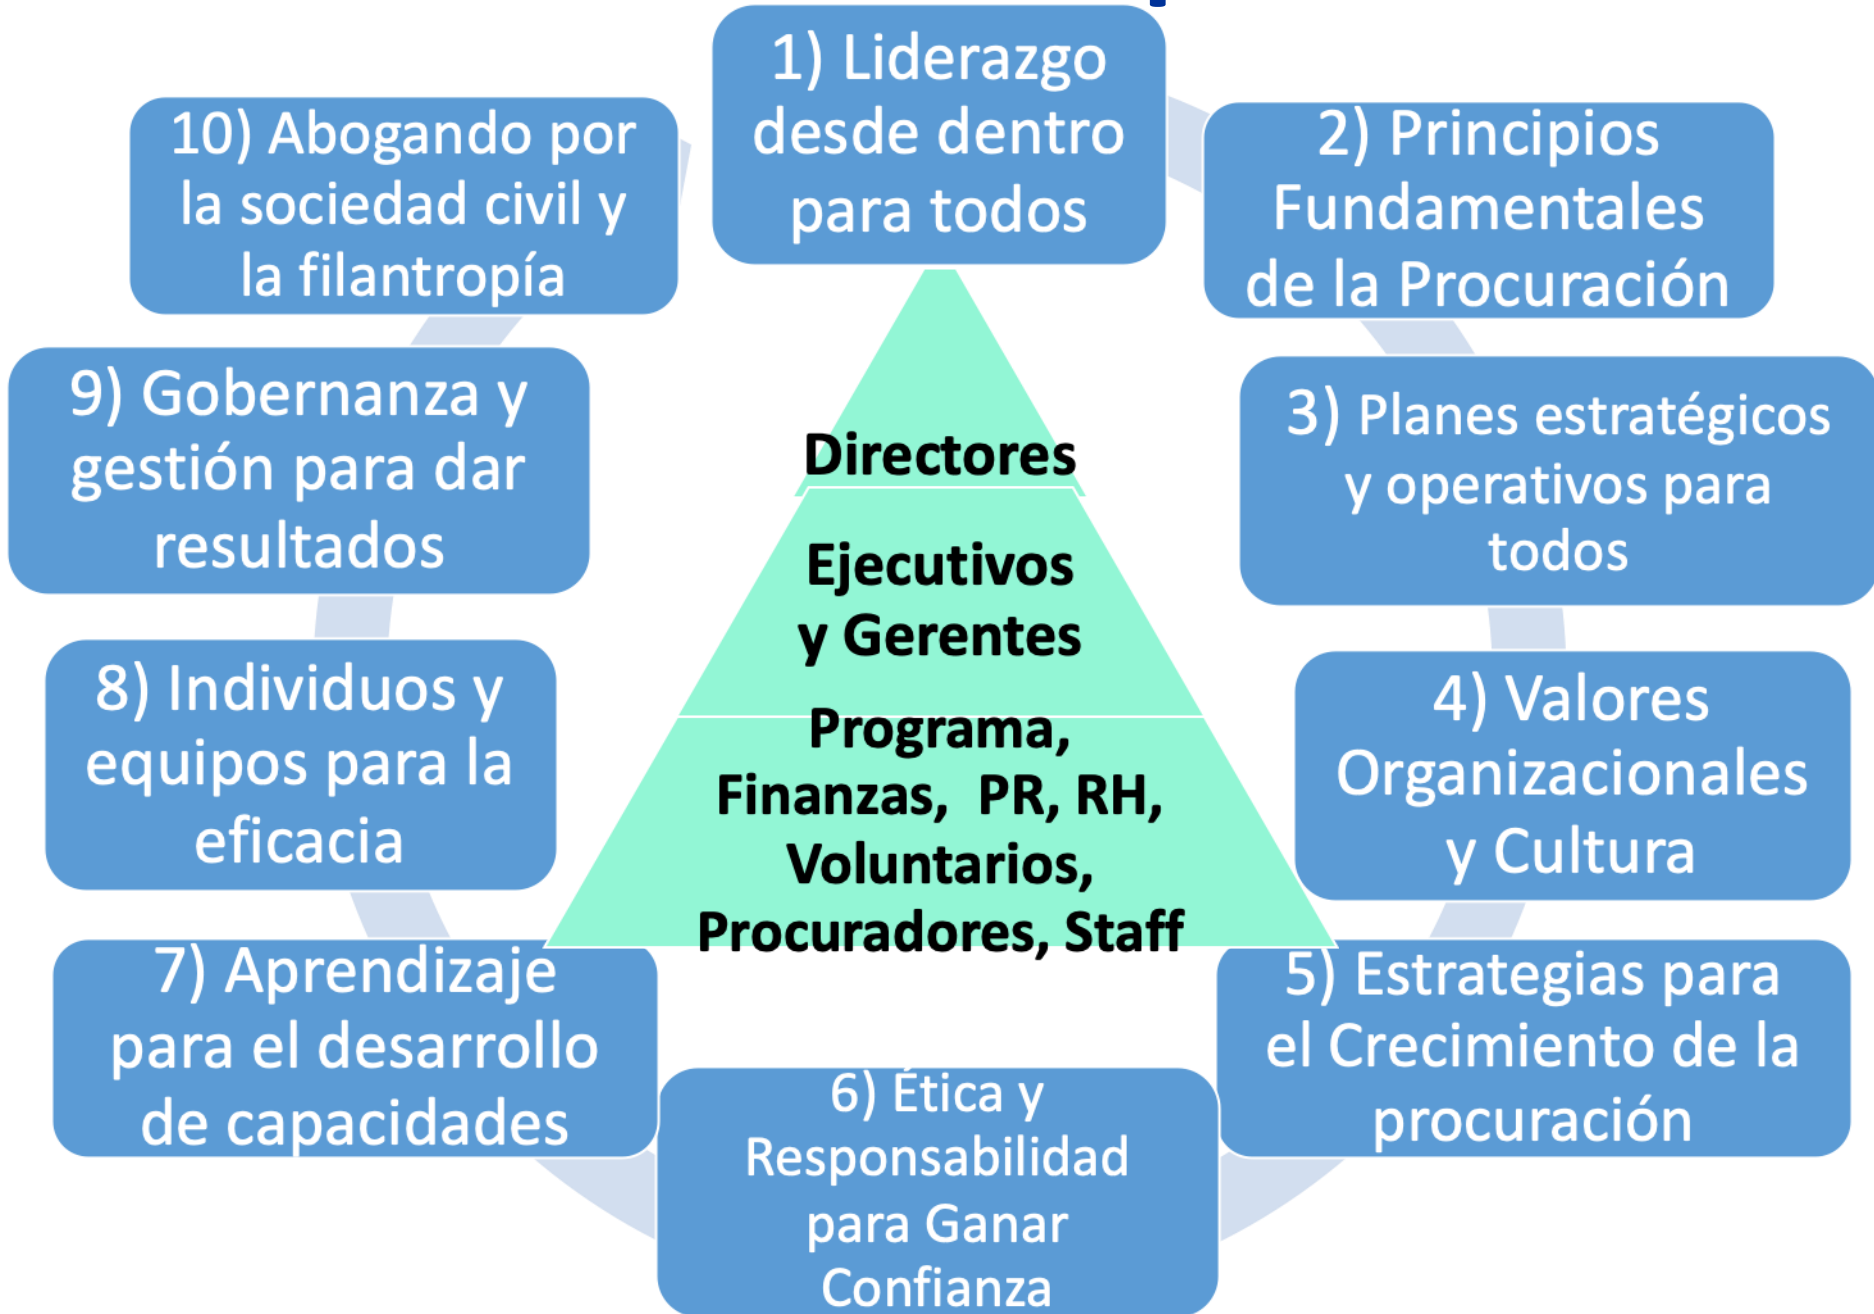 1) Liderazgo
desde dentro
para todos
2) Principios
Fundamentales
de la Procuración
3) Planes estratégicos
y operativos para
todos
4) Valores
Organizacionales
y Cultura
5) Estrategias para
el Crecimiento de la
procuración
6) Ética y
Responsabilidad
para Ganar
Confianza
7) Aprendizaje
para el desarrollo
de capacidades
8) Individuos y
equipos para la
eficacia
9) Gobernanza y
gestión para dar
resultados
10) Abogando por
la sociedad civil y
la filantropía
Directores
Ejecutivos
y Gerentes
Programa,
Finanzas, PR, RH,
Voluntarios,
Procuradores, Staff